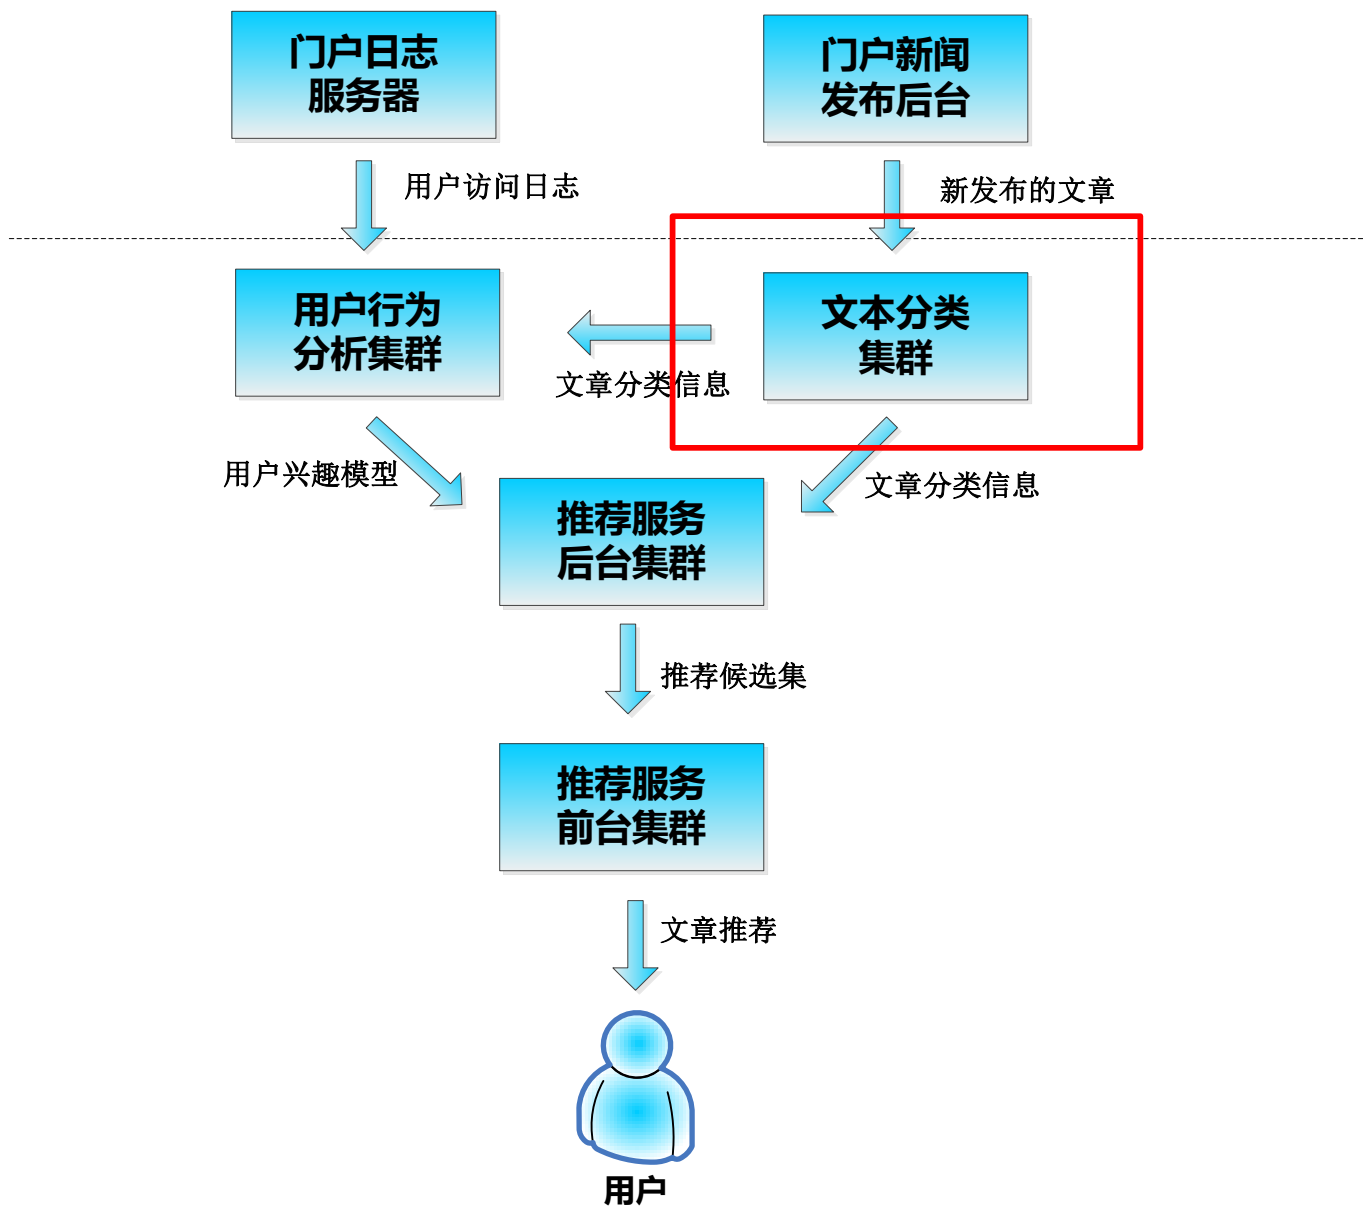 门户日志
服务器
门户新闻
发布后台
用户访问日志
新发布的文章
用户行为
分析集群
文本分类
集群
文章分类信息
用户兴趣模型
文章分类信息
推荐服务
后台集群
推荐候选集
推荐服务
前台集群
文章推荐
用户